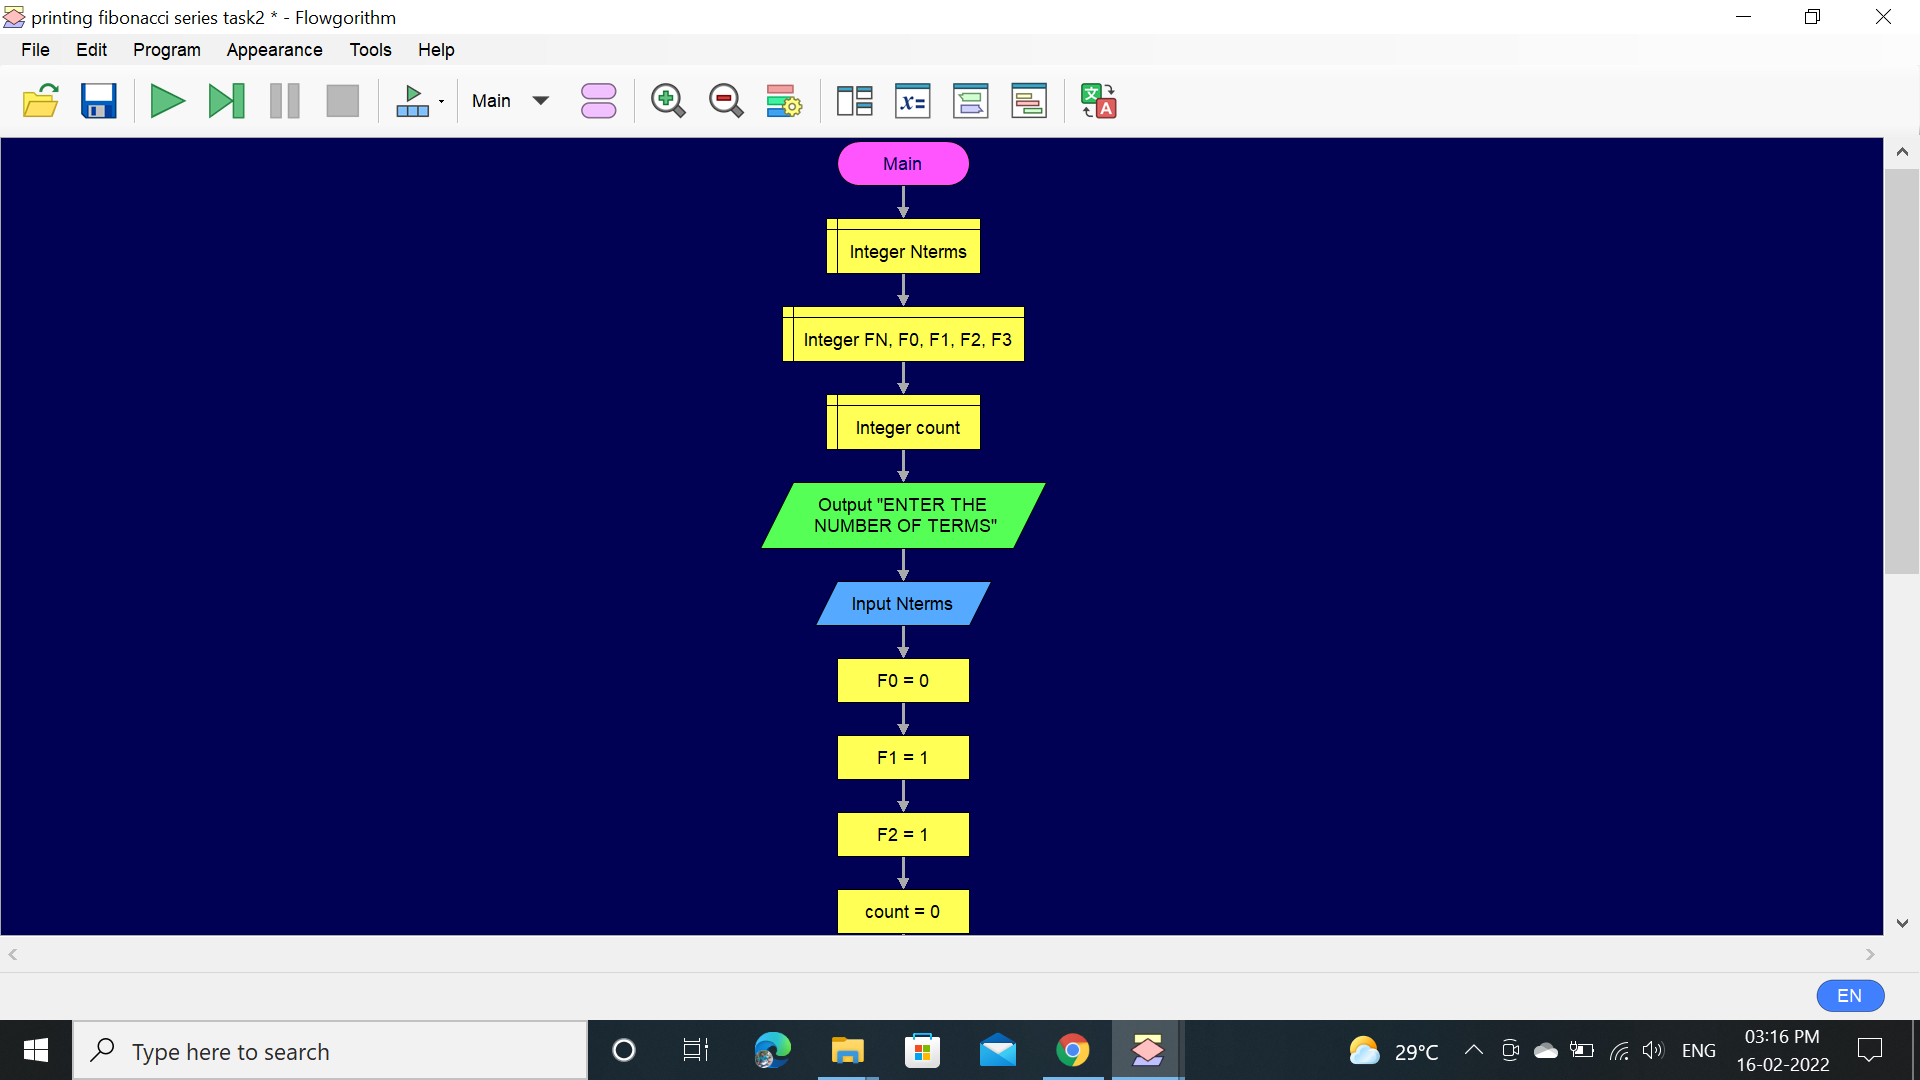 printing fibonacci series task2 * - Flowgorithm
File Edit Program Appearance Tools Help
Main
x=
文
A
Main
Integer Nterms
Integer FN, F0, F1, F2, F3
Integer count
Output "ENTER THE
NUMBER OF TERMS"
Input Nterms
F0 = 0
F1 = 1
F2 = 1
count = 0
EN
Type here to search
29°C
ENG
03:16 PM
16-02-2022